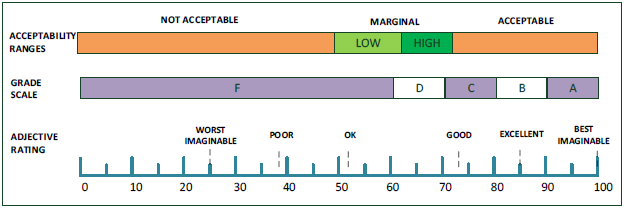 NOT ACCEPTABLE MARGINAL ACCEPTABLE
ACCEPTABILITY
RANGES
LOW HIGH
GRADE
SCALE
F D C B A
ADJECTIVE
RATING
WORST
IMAGINABLE
POOR OK GOOD EXCELLENT
BEST
IMAGINABLE
0 10 20 30 40 50 60 70 80 90 100